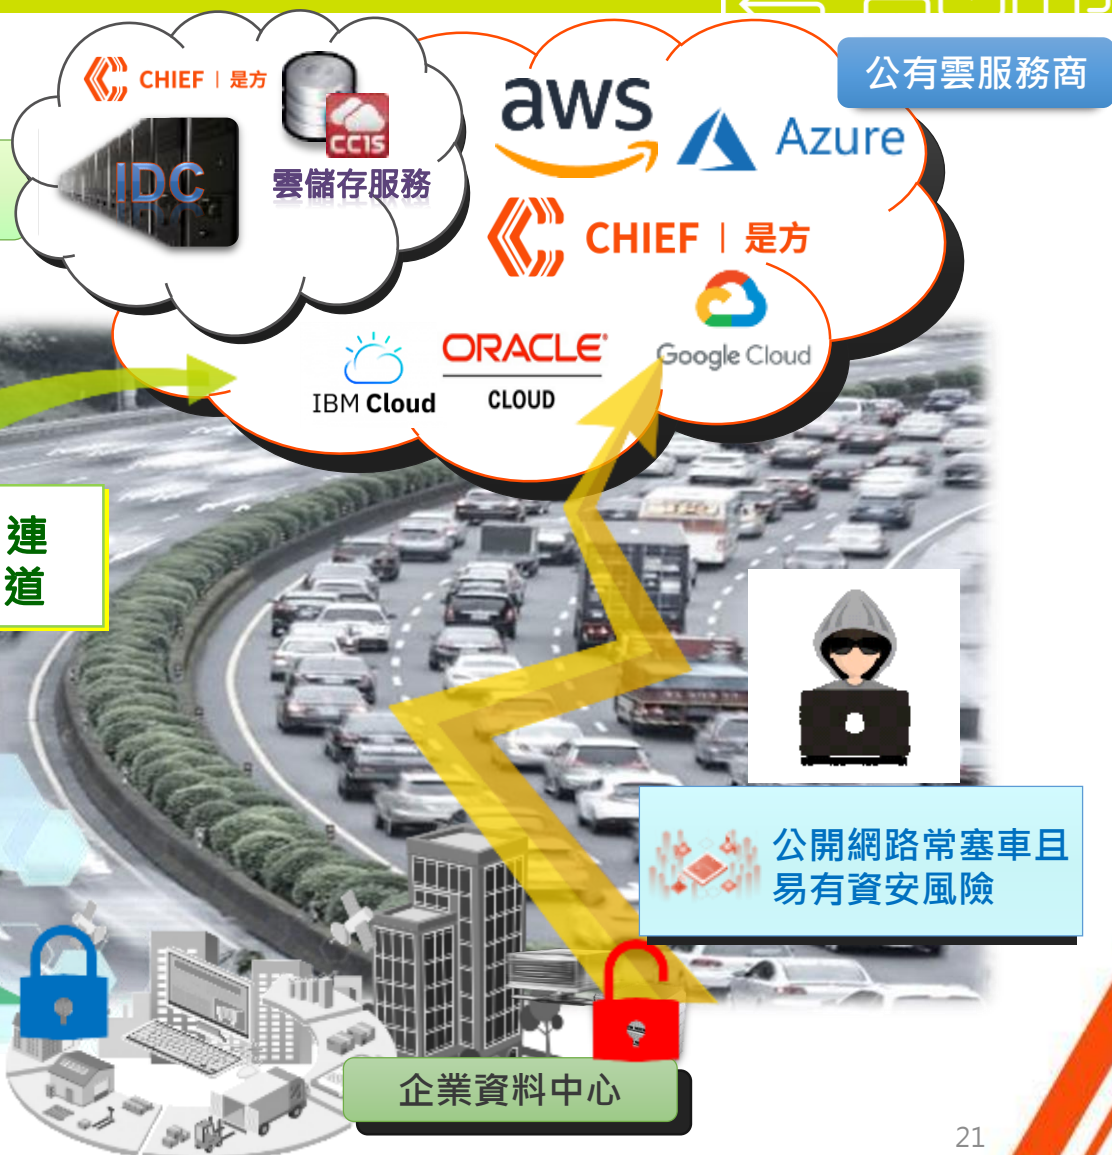 CHIEF | 是方
IDC
CC1S
雲儲存服務
公有雲服務商
aws
Azure
CHIEF | 是方
Google Cloud
IBM Cloud
ORACLE
CLOUD
連
道
公開網路常塞車且
易有資安風險
企業資料中心
21